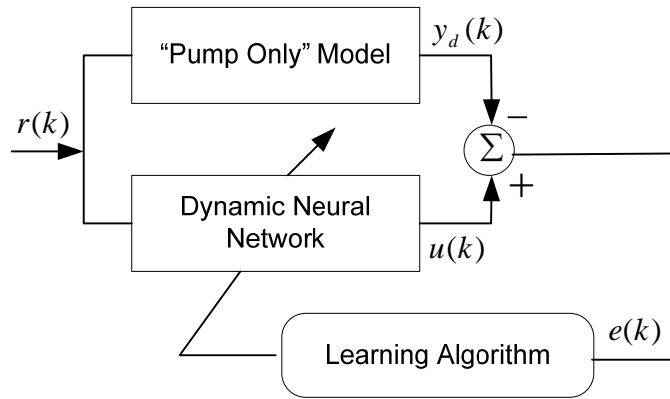 “Pump Only” Model
y_d(k)
r(k)
−
Σ
+
Dynamic Neural
Network
u(k)
Learning Algorithm
e(k)